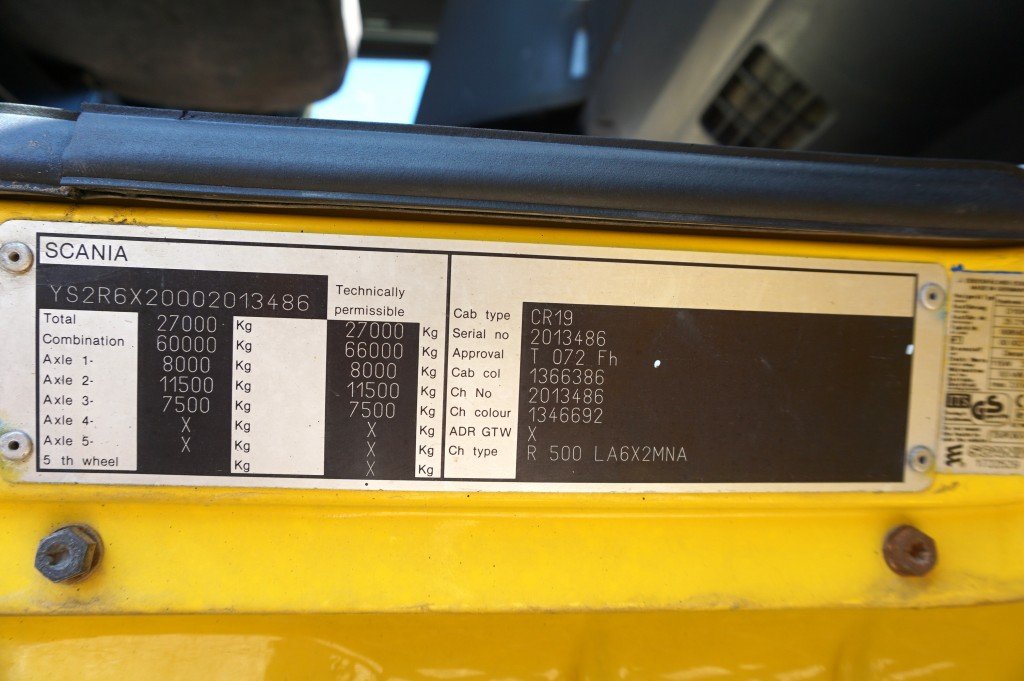 SCANIA
YS2R6X20002013486
Technically
permissible
Total 27000 Kg 27000 Kg
Combination 60000 Kg 66000 Kg
Axle 1- 8000 Kg 8000 Kg
Axle 2- 11500 Kg 11500 Kg
Axle 3- 7500 Kg 7500 Kg
Axle 4- X Kg X Kg
Axle 5- X Kg X Kg
5 th wheel X Kg X Kg
Cab type CR19
Serial no 2013486
Approval T 072 Fh
Cab col 1366386
Ch No 2013486
Ch colour 1346692
ADR GTW X
Ch type R 500 LA6X2MNA
GS